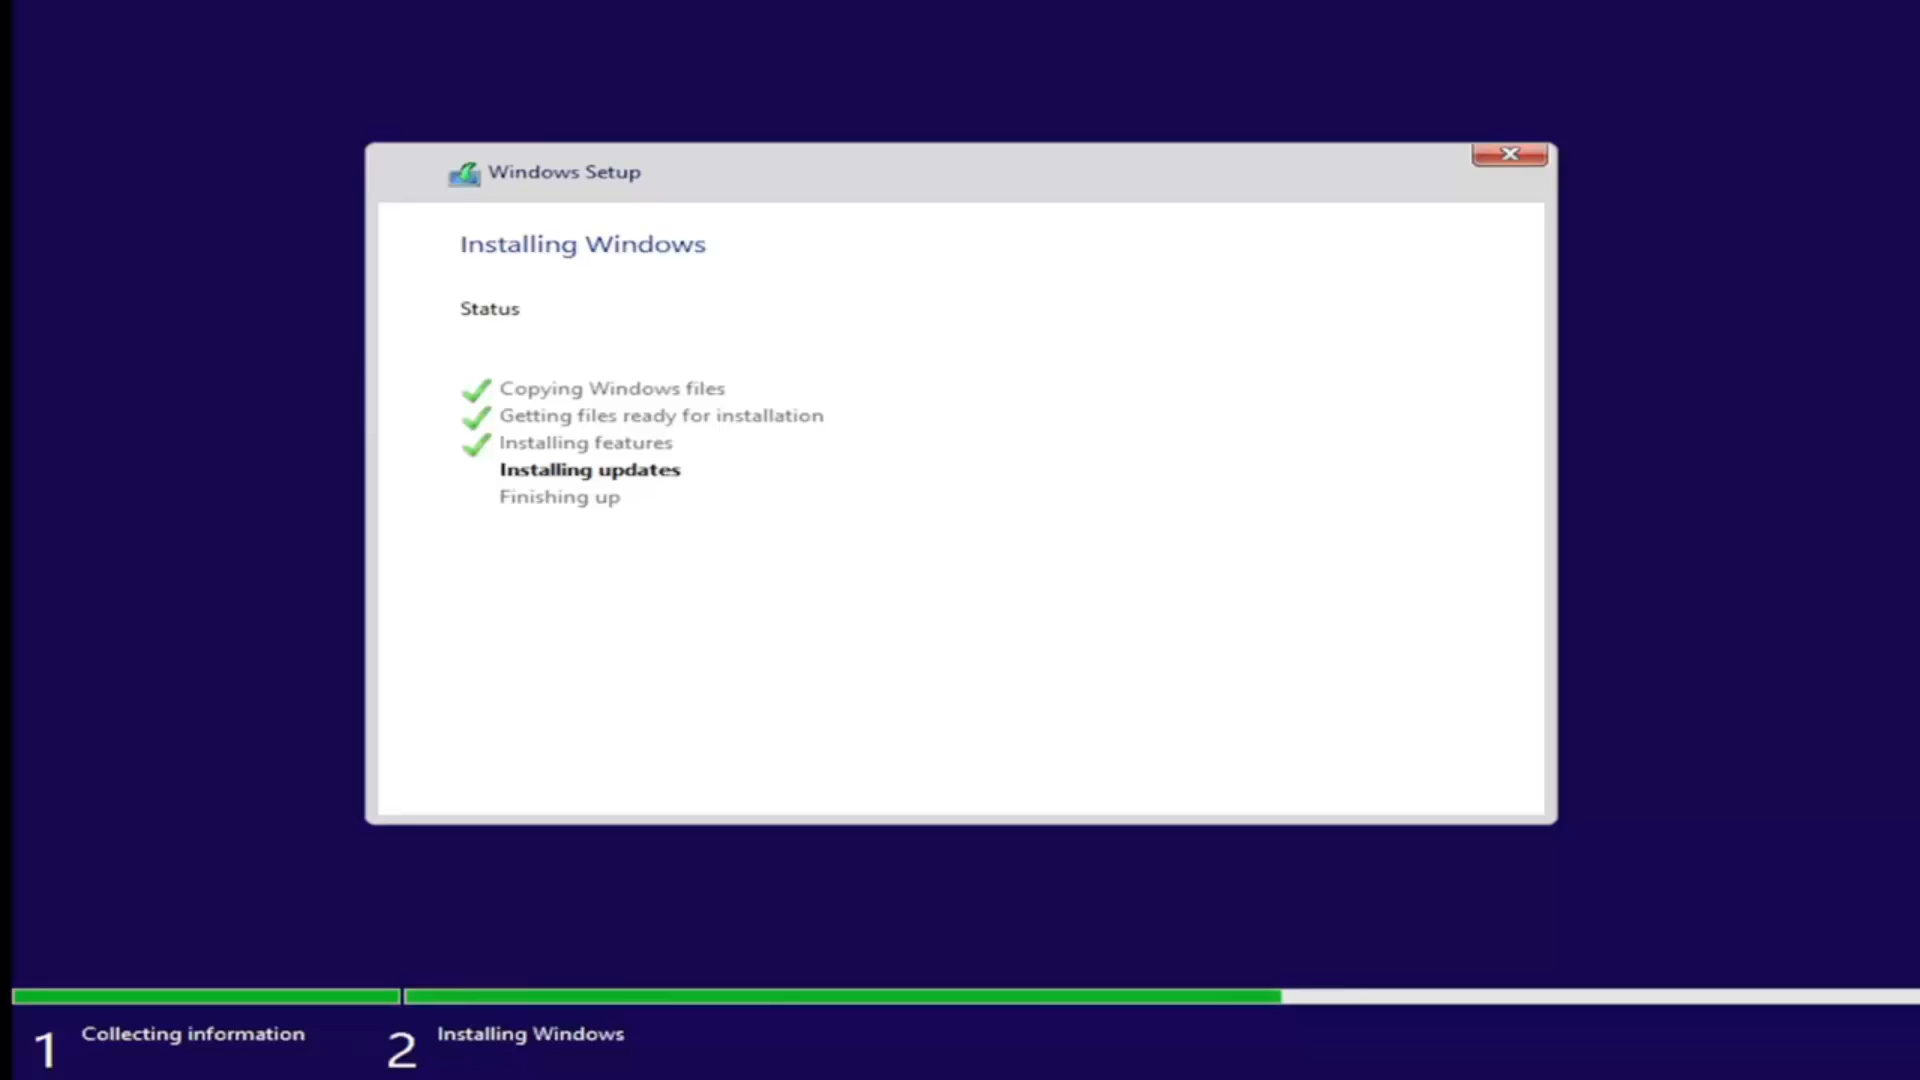 Windows Setup
Installing Windows
Status
Copying Windows files
Getting files ready for installation
Installing features
Installing updates
Finishing up
1 Collecting information
2 Installing Windows